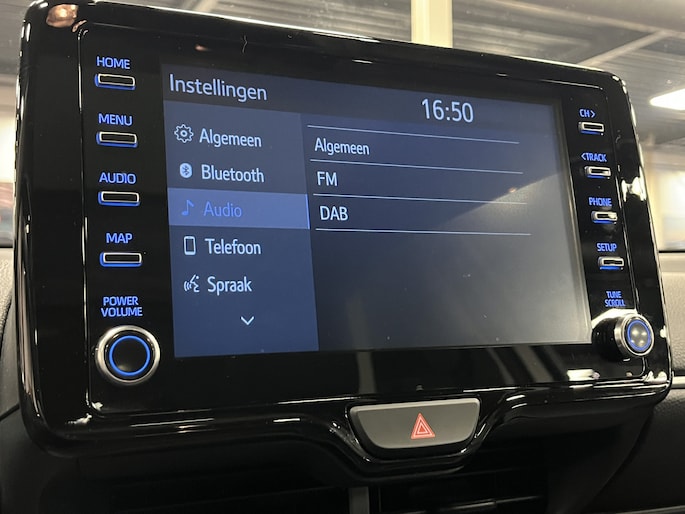 HOME
MENU
AUDIO
MAP
POWER
VOLUME
Instellingen
16:50
Algemeen
Bluetooth
Audio
Telefoon
Spraak
Algemeen
FM
DAB
CH>
<TRACK
PHONE
SETUP
TUNE
SCROLL